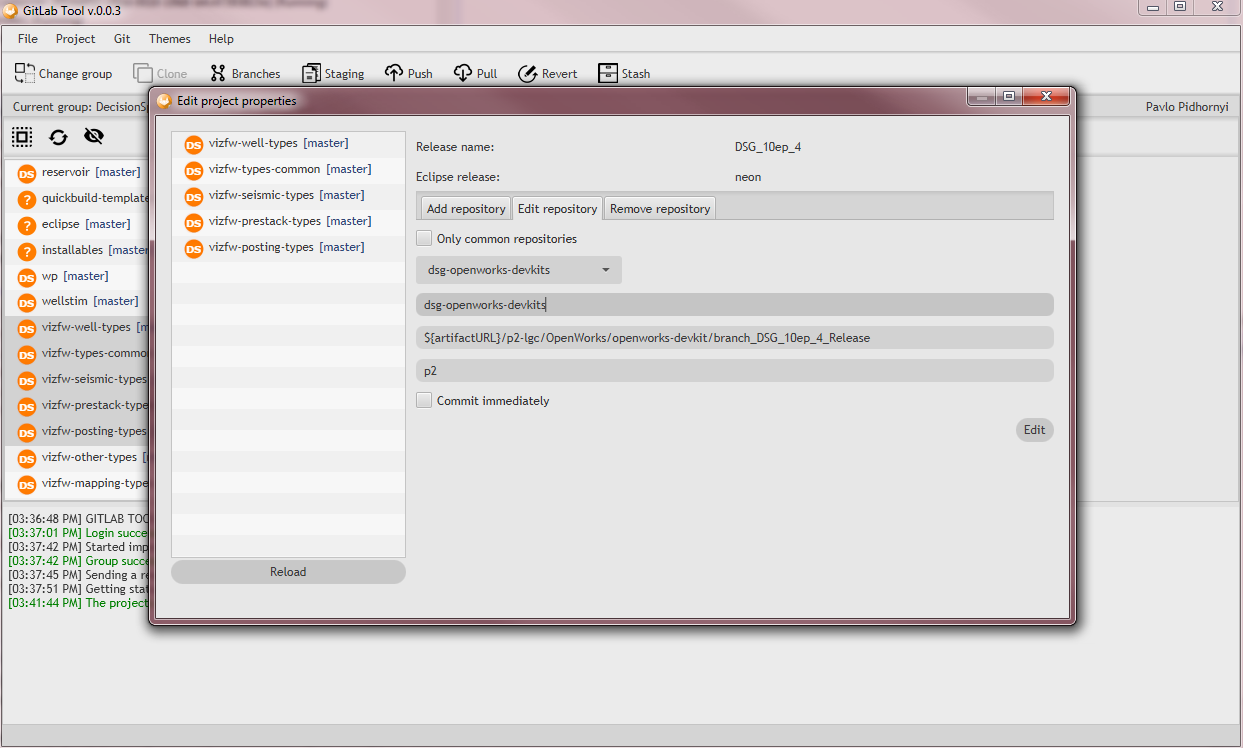 GitLab Tool v.0.0.3
File Project Git Themes Help
Change group Clone Branches Staging Push Pull Revert Stash
Current group: DecisionS
Pavlo Pidhornyi
Edit project properties
DS reservoir [master]
? quickbuild-template
? eclipse [master]
? installables [master
DS wp [master]
DS wellstim [master]
DS vizfw-well-types [m
DS vizfw-types-commo
DS vizfw-seismic-types
DS vizfw-prestack-type
DS vizfw-posting-types
DS vizfw-other-types [
DS vizfw-mapping-type
DS vizfw-well-types [master]
DS vizfw-types-common [master]
DS vizfw-seismic-types [master]
DS vizfw-prestack-types [master]
DS vizfw-posting-types [master]
Reload
Release name: DSG_10ep_4
Eclipse release: neon
Add repository Edit repository Remove repository
Only common repositories
dsg-openworks-devkits
dsg-openworks-devkits
${artifactURL}/p2-lgc/OpenWorks/openworks-devkit/branch_DSG_10ep_4_Release
p2
Commit immediately
Edit
[03:36:48 PM] GITLAB TOO
[03:37:01 PM] Login succe
[03:37:42 PM] Started imp
[03:37:42 PM] Group succe
[03:37:45 PM] Sending a re
[03:37:51 PM] Getting stat
[03:41:44 PM] The project